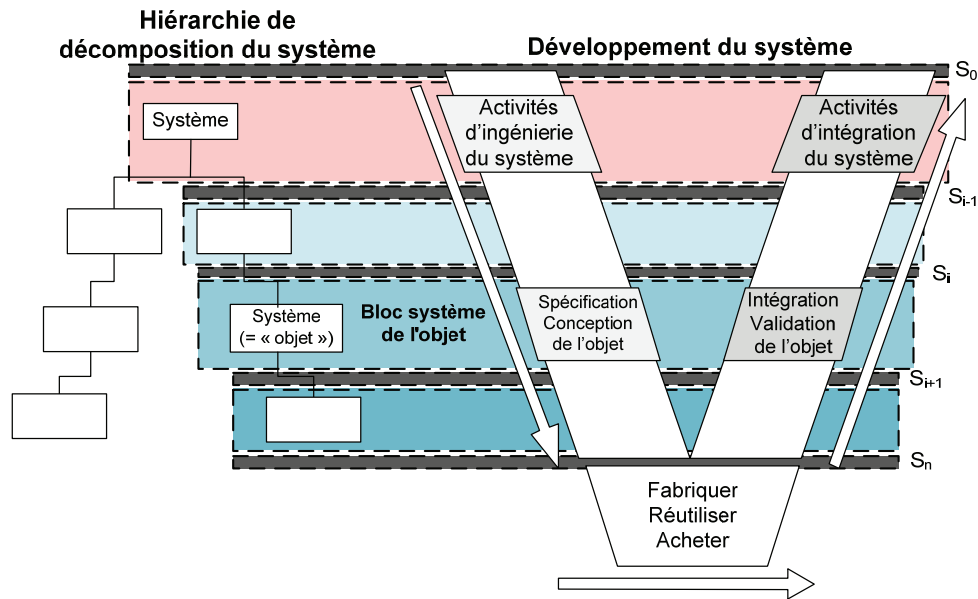 Hiérarchie de
décomposition du système
Développement du système
S0
Système
Activités
d'ingénierie
du système
Activités
d'intégration
du système
Si-1
Si
Système
(= « objet »)
Bloc système
de l'objet
Spécification
Conception
de l'objet
Intégration
Validation
de l'objet
Si+1
Sn
Fabriquer
Réutiliser
Acheter